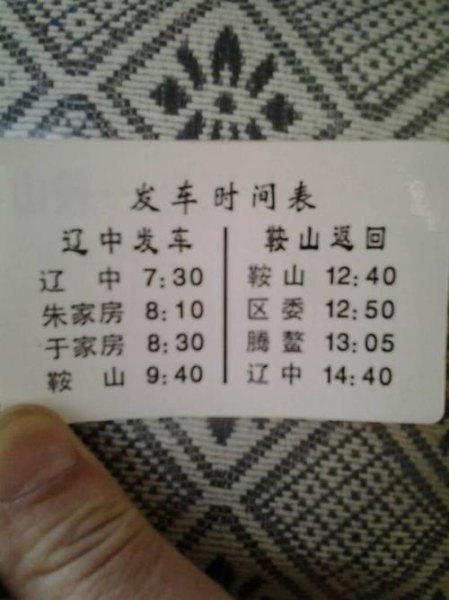 发车时间表
辽中发车
辽中 7:30
朱家房 8:10
于家房 8:30
鞍山 9:40
鞍山返回
鞍山 12:40
区委 12:50
腾鳌 13:05
辽中 14:40